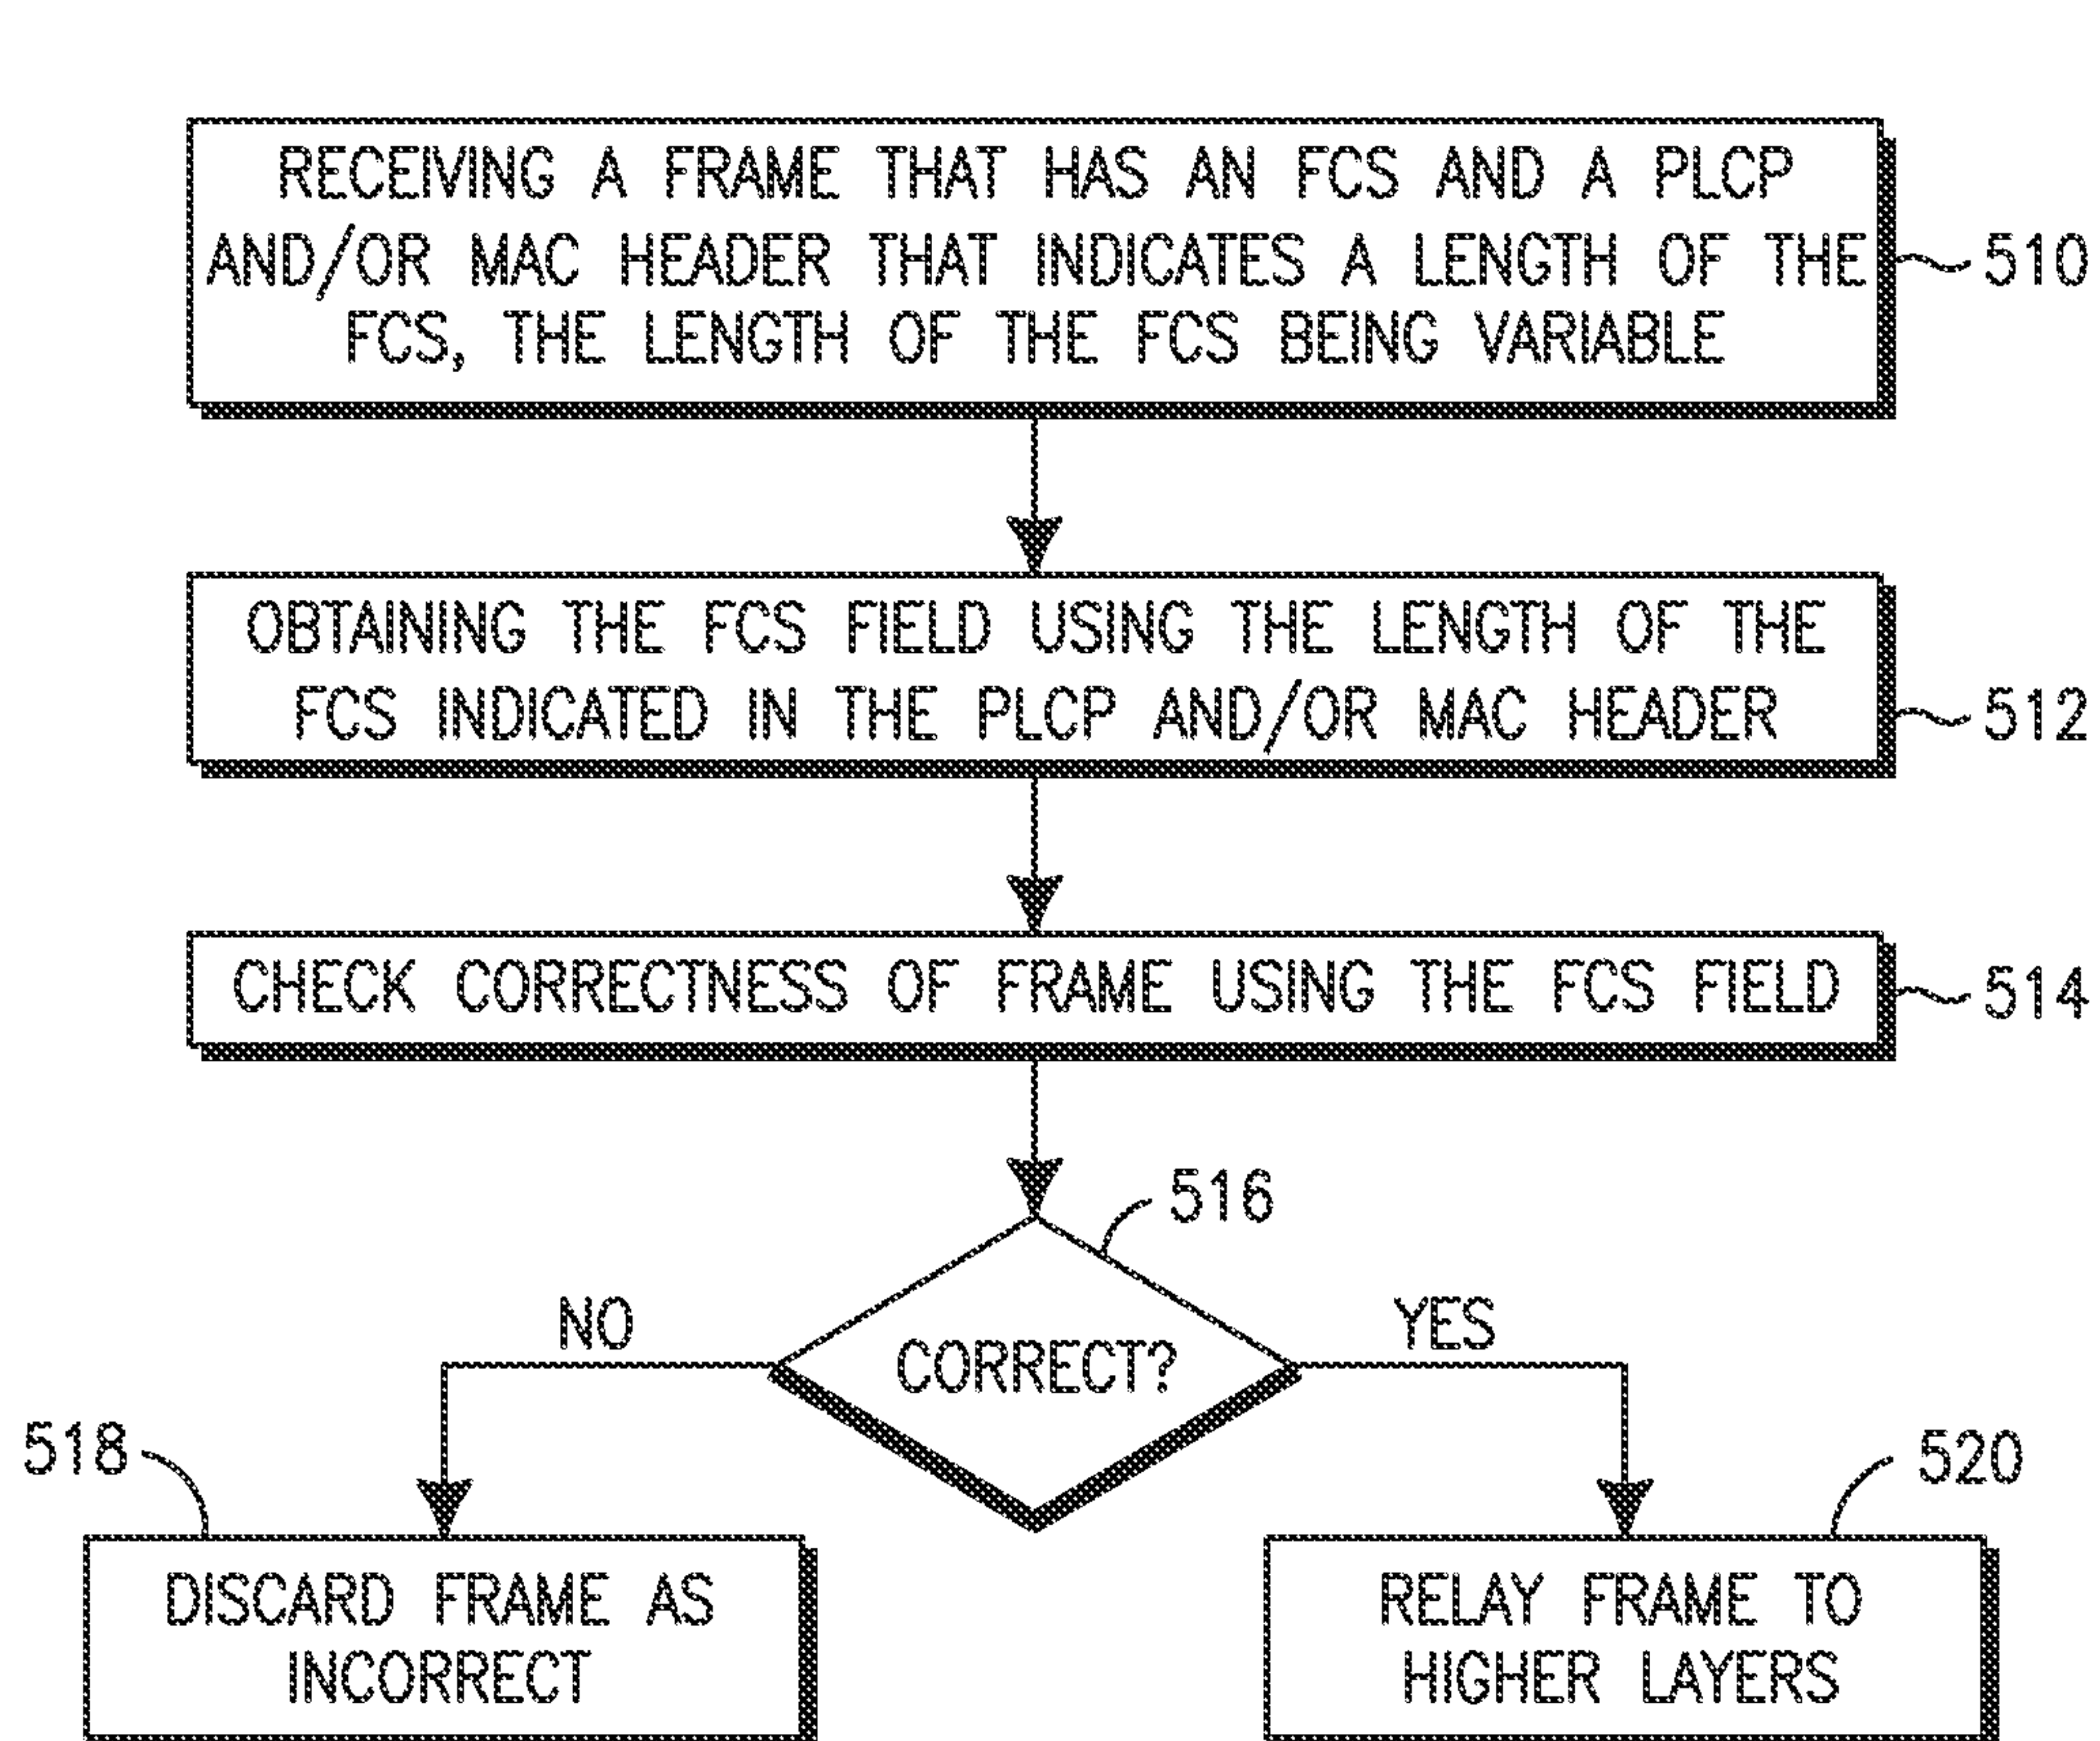 RECEIVING A FRAME THAT HAS AN FCS AND A PLCP
AND/OR MAC HEADER THAT INDICATES A LENGTH OF THE
FCS, THE LENGTH OF THE FCS BEING VARIABLE
510
OBTAINING THE FCS FIELD USING THE LENGTH OF THE
FCS INDICATED IN THE PLCP AND/OR MAC HEADER
512
CHECK CORRECTNESS OF FRAME USING THE FCS FIELD
514
516
NO
YES
CORRECT?
518
520
DISCARD FRAME AS
INCORRECT
RELAY FRAME TO
HIGHER LAYERS